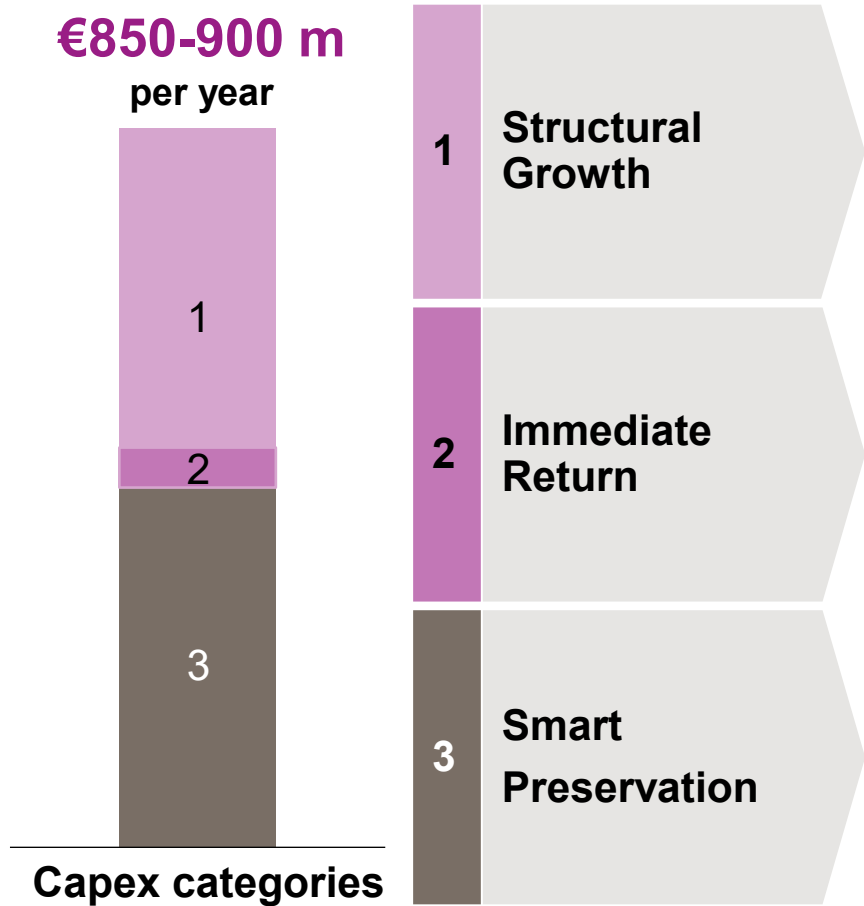 €850-900 m
per year
1
2
3
Capex categories
1
Structural
Growth
2
Immediate
Return
3
Smart
Preservation